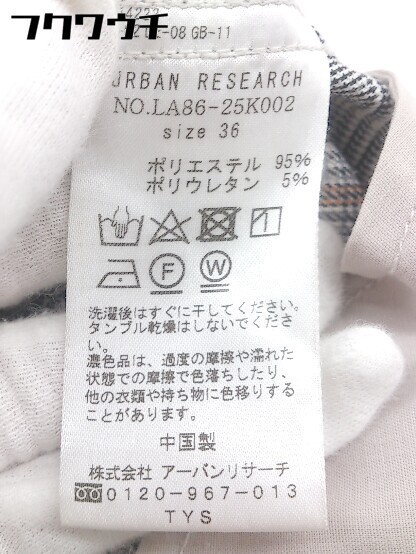 フクウウチ
-08 GB-11
URBAN RESEARCH
NO.LA86-25K002
size 36
ポリエステル 95%
ポリウレタン 5%
F W
洗濯後はすぐに干してください。
タンブル乾燥はしないでくださ
い。
濃色品は、過度の摩擦や濡れた
状態での摩擦で色落ちしたり、
他の衣類や持ち物に色移りする
ことがあります。
中国製
株式会社 アーバンリサーチ
0120-967-013
TYS